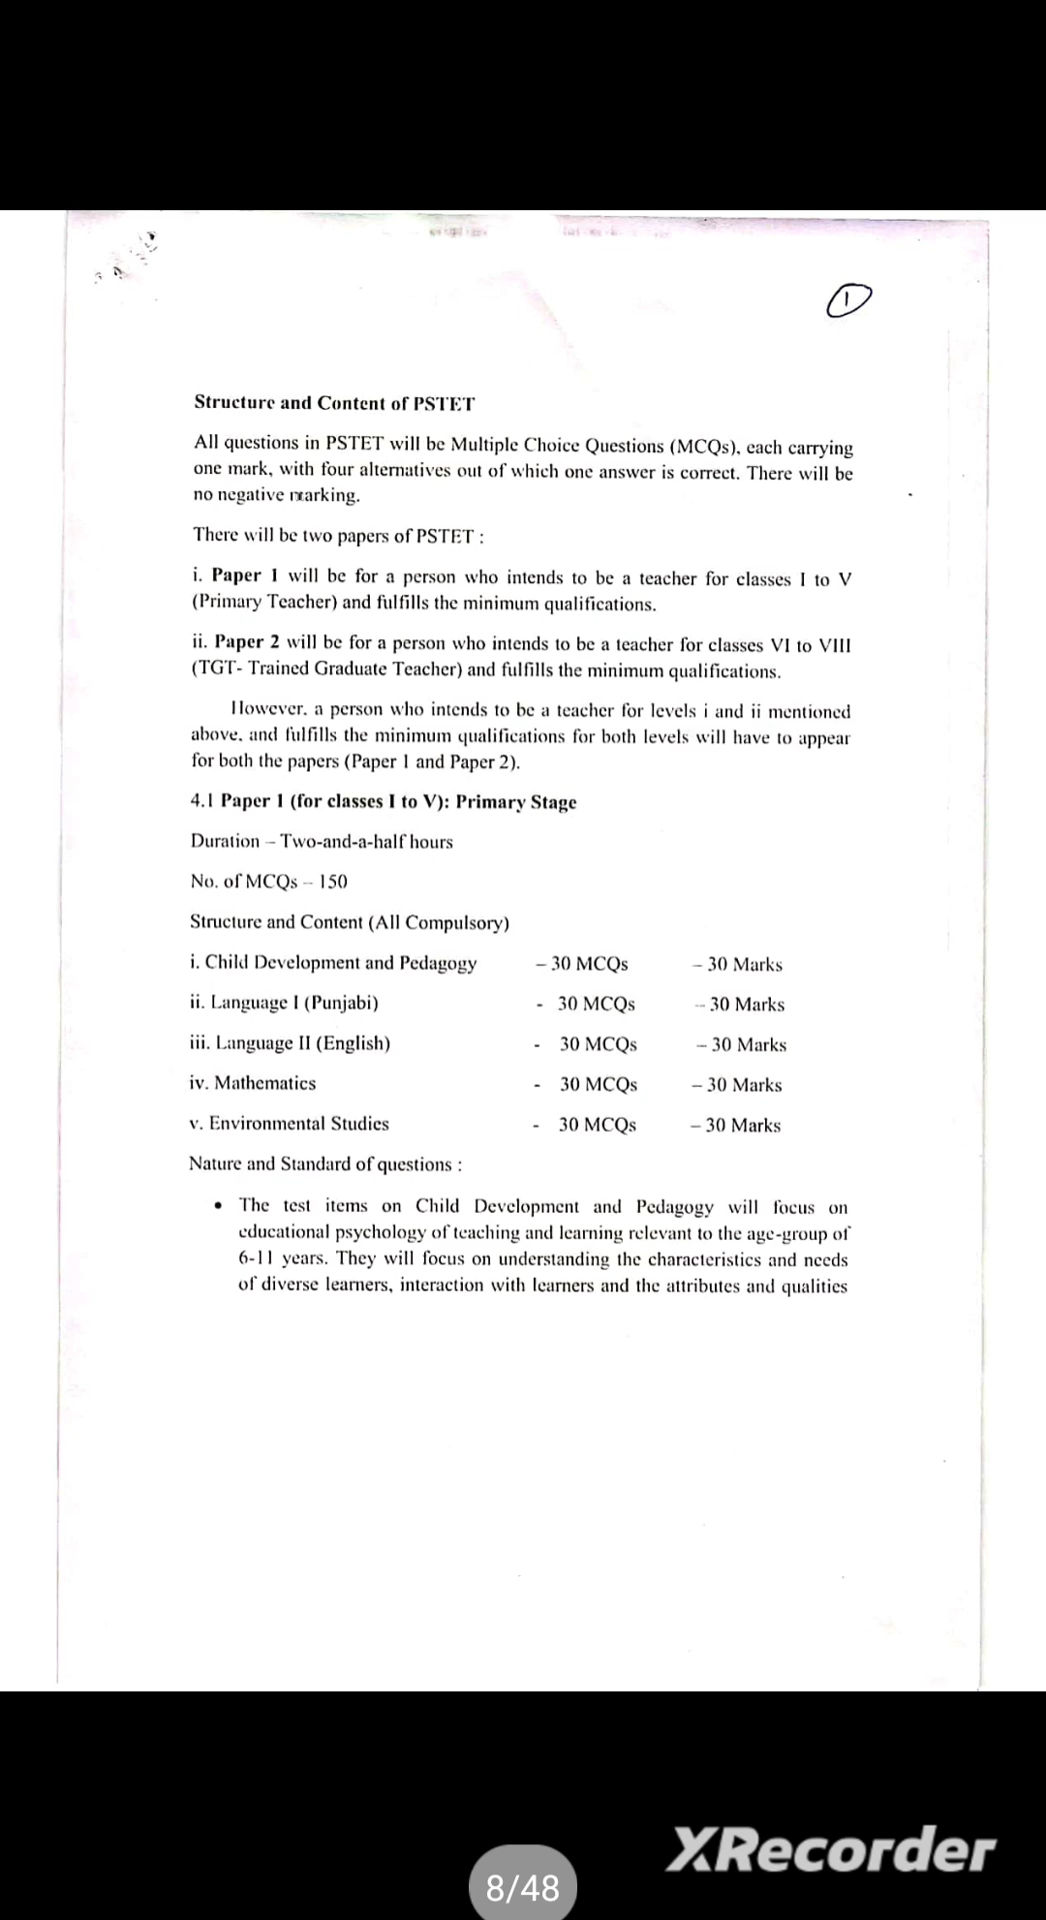 1
Structure and Content of PSTET
All questions in PSTET will be Multiple Choice Questions (MCQs), each carrying
one mark, with four alternatives out of which one answer is correct. There will be
no negative marking.
There will be two papers of PSTET :
i. Paper 1 will be for a person who intends to be a teacher for classes I to V
(Primary Teacher) and fulfills the minimum qualifications.
ii. Paper 2 will be for a person who intends to be a teacher for classes VI to VIII
(TGT- Trained Graduate Teacher) and fulfills the minimum qualifications.
However, a person who intends to be a teacher for levels i and ii mentioned
above, and fulfills the minimum qualifications for both levels will have to appear
for both the papers (Paper 1 and Paper 2).
4.1 Paper 1 (for classes I to V): Primary Stage
Duration – Two-and-a-half hours
No. of MCQs – 150
Structure and Content (All Compulsory)
i. Child Development and Pedagogy – 30 MCQs – 30 Marks
ii. Language I (Punjabi) - 30 MCQs – 30 Marks
iii. Language II (English) - 30 MCQs – 30 Marks
iv. Mathematics - 30 MCQs – 30 Marks
v. Environmental Studies - 30 MCQs – 30 Marks
Nature and Standard of questions :
• The test items on Child Development and Pedagogy will focus on
educational psychology of teaching and learning relevant to the age-group of
6-11 years. They will focus on understanding the characteristics and needs
of diverse learners, interaction with learners and the attributes and qualities
XRecorder
8/48